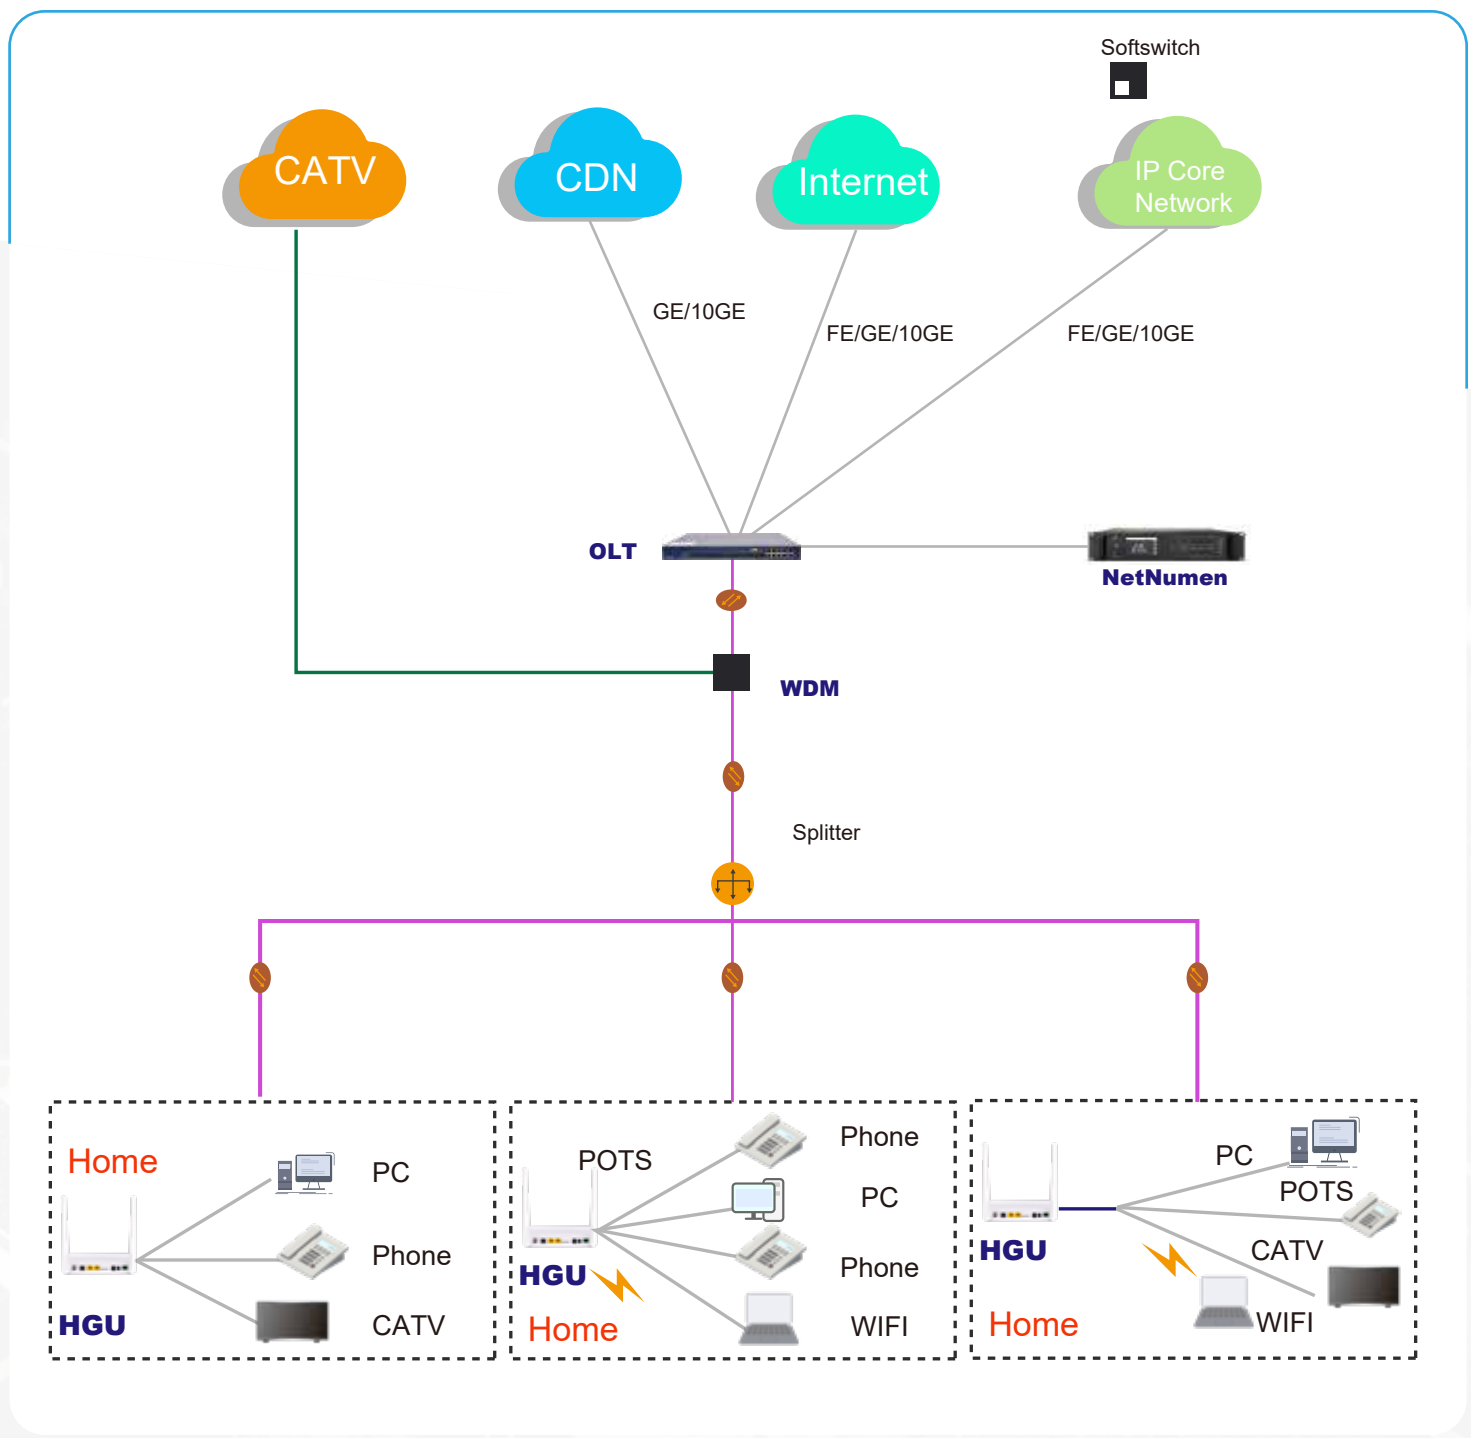 Softswitch
CATV
CDN
Internet
IP Core
Network
GE/10GE
FE/GE/10GE
FE/GE/10GE
OLT
NetNumen
WDM
Splitter
Home
PC
Phone
CATV
HGU
POTS
Phone
PC
Phone
WIFI
HGU
Home
PC
POTS
CATV
WIFI
HGU
Home